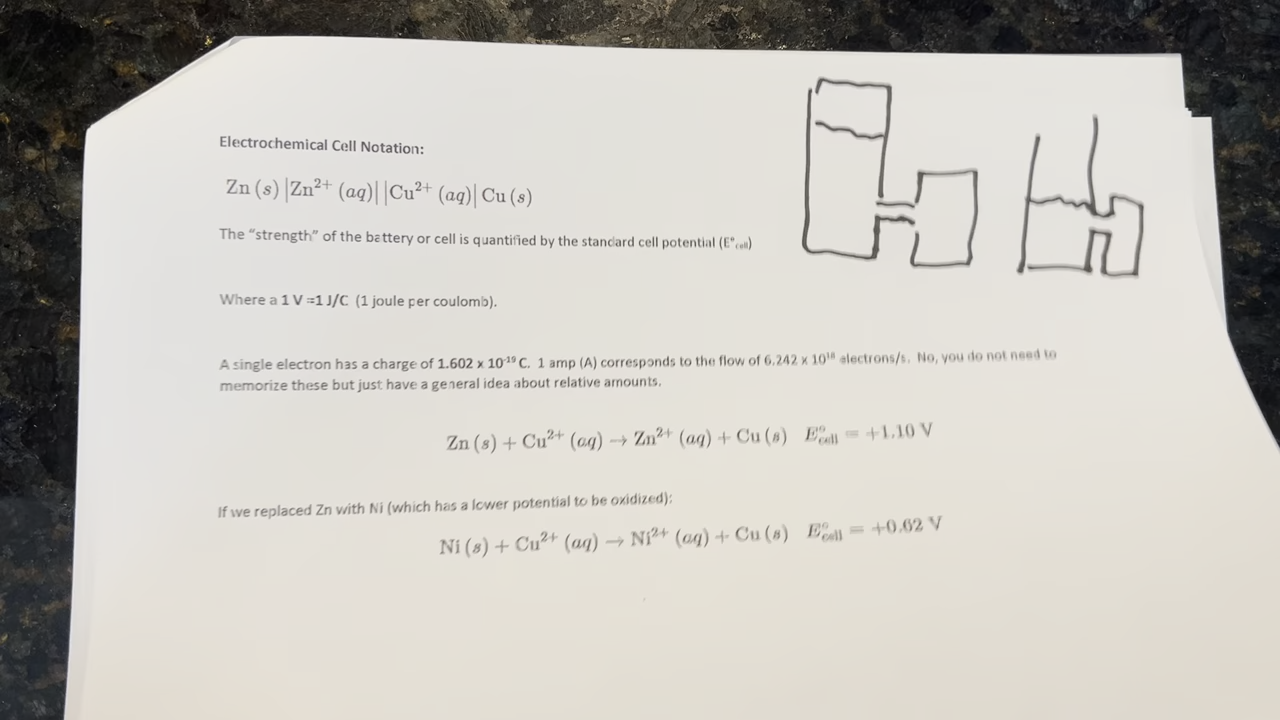 Electrochemical Cell Notation:
Zn (s) |Zn²⁺ (aq)| |Cu²⁺ (aq)| Cu (s)
The “strength” of the battery or cell is quantified by the standard cell potential (E°cell)
Where a 1 V =1 J/C (1 joule per coulomb).
A single electron has a charge of 1.602 x 10⁻¹⁹ C. 1 amp (A) corresponds to the flow of 6.242 x 10¹⁸ electrons/s. No, you do not need to
memorize these but just have a general idea about relative amounts.
Zn (s) + Cu²⁺ (aq) → Zn²⁺ (aq) + Cu (s) E°cell = +1.10 V
If we replaced Zn with Ni (which has a lower potential to be oxidized):
Ni (s) + Cu²⁺ (aq) → Ni²⁺ (aq) + Cu (s) E°cell = +0.62 V